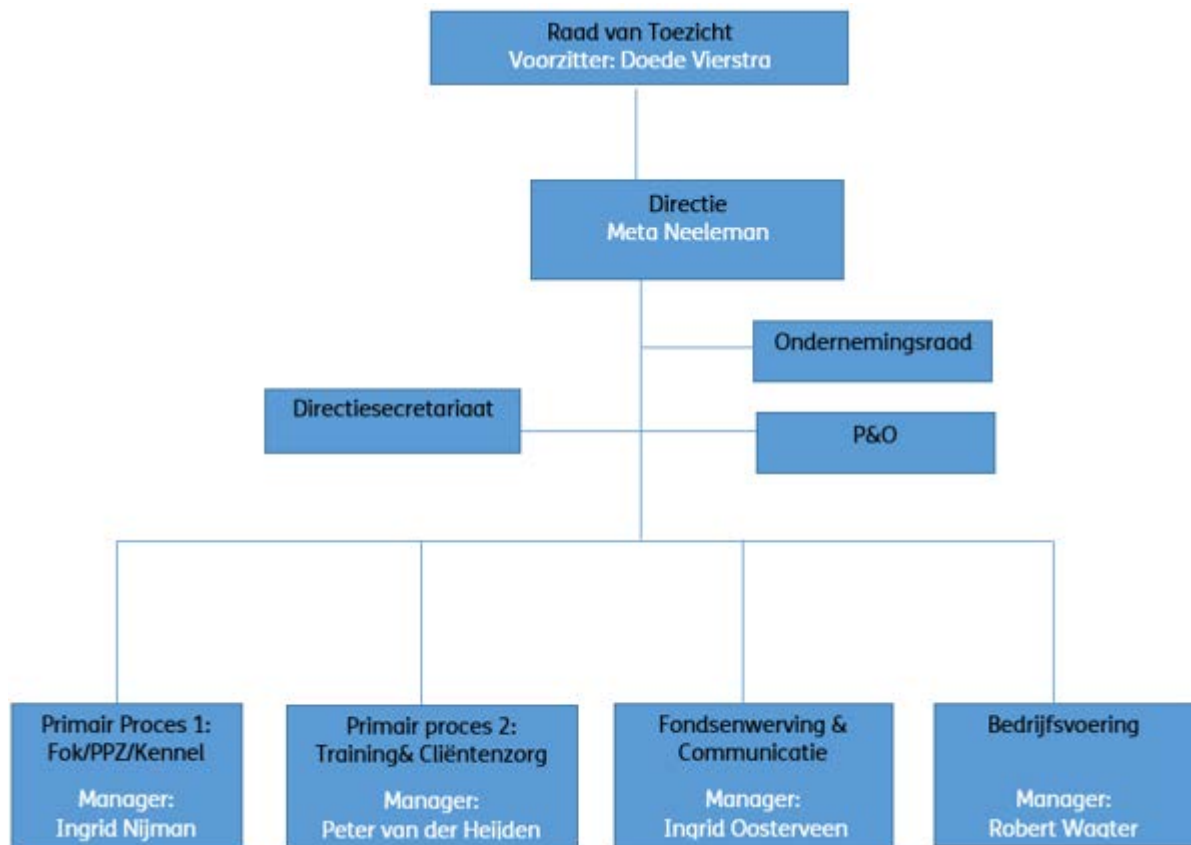 Raad van Toezicht
Voorzitter: Doede Vierstra
Directie
Meta Neeleman
Ondernemingsraad
Directiesecretariaat
P&O
Primair Proces 1:
Fok/PPZ/Kennel
Manager:
Ingrid Nijman
Primair proces 2:
Training& Cliëntenzorg
Manager:
Peter van der Heijden
Fondsenwerving &
Communicatie
Manager:
Ingrid Oosterveen
Bedrijfsvoering
Manager:
Robert Wagter